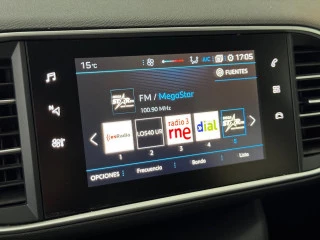 15°C JUC 17:05
FUENTES
FM / MegaStar
100.90 MHz
radio 3
LOS40 UR rne dial
1 2 3 4 5
OPCIONES Frecuencia Banda Lista